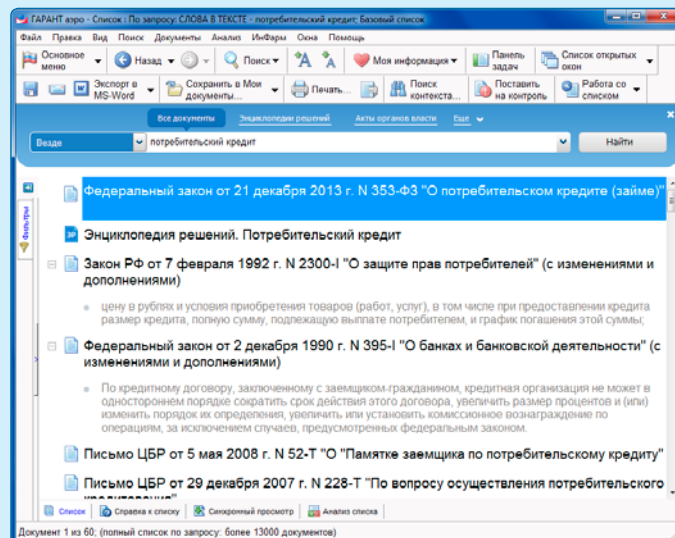 ГАРАНТ аэро - Список : По запросу: СЛОВА В ТЕКСТЕ - потребительский кредит; Базовый список
Файл Правка Вид Поиск Документы Анализ ИнФарм Окна Помощь
Основное меню Назад Поиск Моя информация Панель задач Список открытых окон
Экспорт в MS-Word Сохранить в Мои документы... Печать... Поиск контекста... Поставить на контроль Работа со списком
Все документы Энциклопедии решений Акты органов власти Еще
Везде потребительский кредит Найти
Фильтры
Федеральный закон от 21 декабря 2013 г. N 353-ФЗ "О потребительском кредите (займе)"
ЭР Энциклопедия решений. Потребительский кредит
Закон РФ от 7 февраля 1992 г. N 2300-I "О защите прав потребителей" (с изменениями и
дополнениями)
цену в рублях и условия приобретения товаров (работ, услуг), в том числе при предоставлении кредита
размер кредита, полную сумму, подлежащую выплате потребителем, и график погашения этой суммы;
Федеральный закон от 2 декабря 1990 г. N 395-I "О банках и банковской деятельности" (с
изменениями и дополнениями)
По кредитному договору, заключенному с заемщиком-гражданином, кредитная организация не может в
одностороннем порядке сократить срок действия этого договора, увеличить размер процентов и (или)
изменить порядок их определения, увеличить или установить комиссионное вознаграждение по
операциям, за исключением случаев, предусмотренных федеральным законом.
Письмо ЦБР от 5 мая 2008 г. N 52-Т "О "Памятке заемщика по потребительскому кредиту"
Письмо ЦБР от 29 декабря 2007 г. N 228-Т "По вопросу осуществления потребительского
кредитования"
Список Справка к списку Синхронный просмотр Анализ списка
Документ 1 из 60; (полный список по запросу: более 13000 документов)